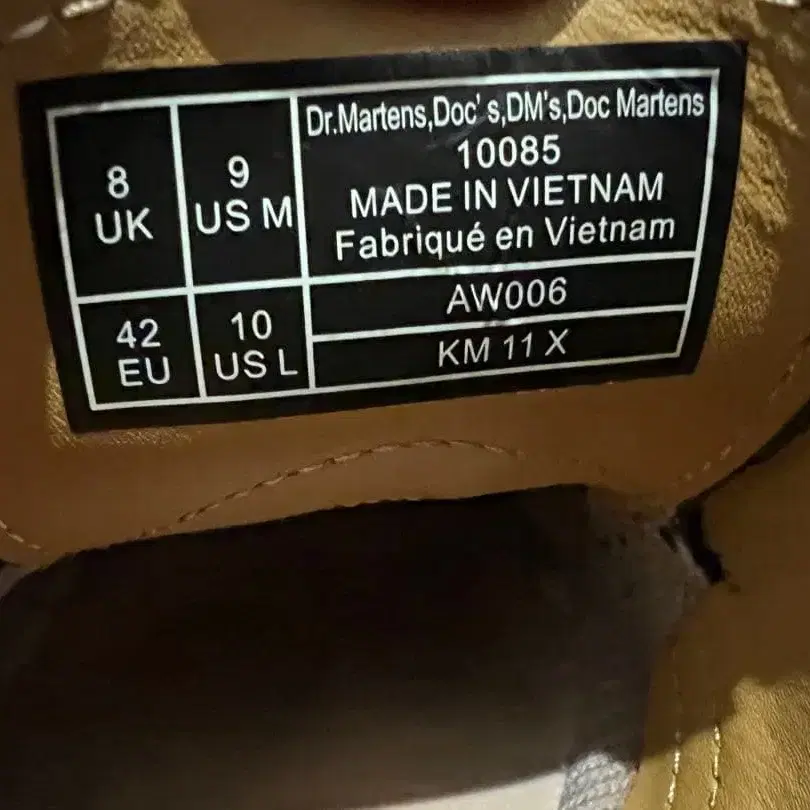 8
UK
9
US M
42
EU
10
US L
Dr.Martens,Doc's,DM's,Doc Martens
10085
MADE IN VIETNAM
Fabriqué en Vietnam
AW006
KM 11 X